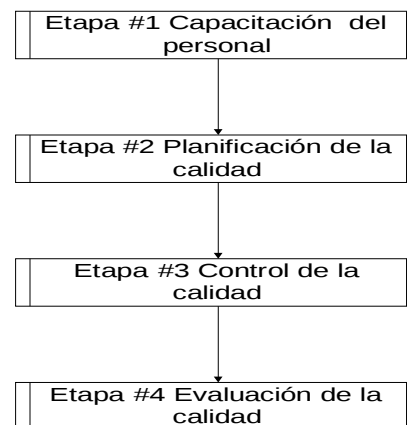 Etapa #1 Capacitación  del
personal
Etapa #2 Planificación de la
calidad
Etapa #3 Control de la
calidad
Etapa #4 Evaluación de la
calidad